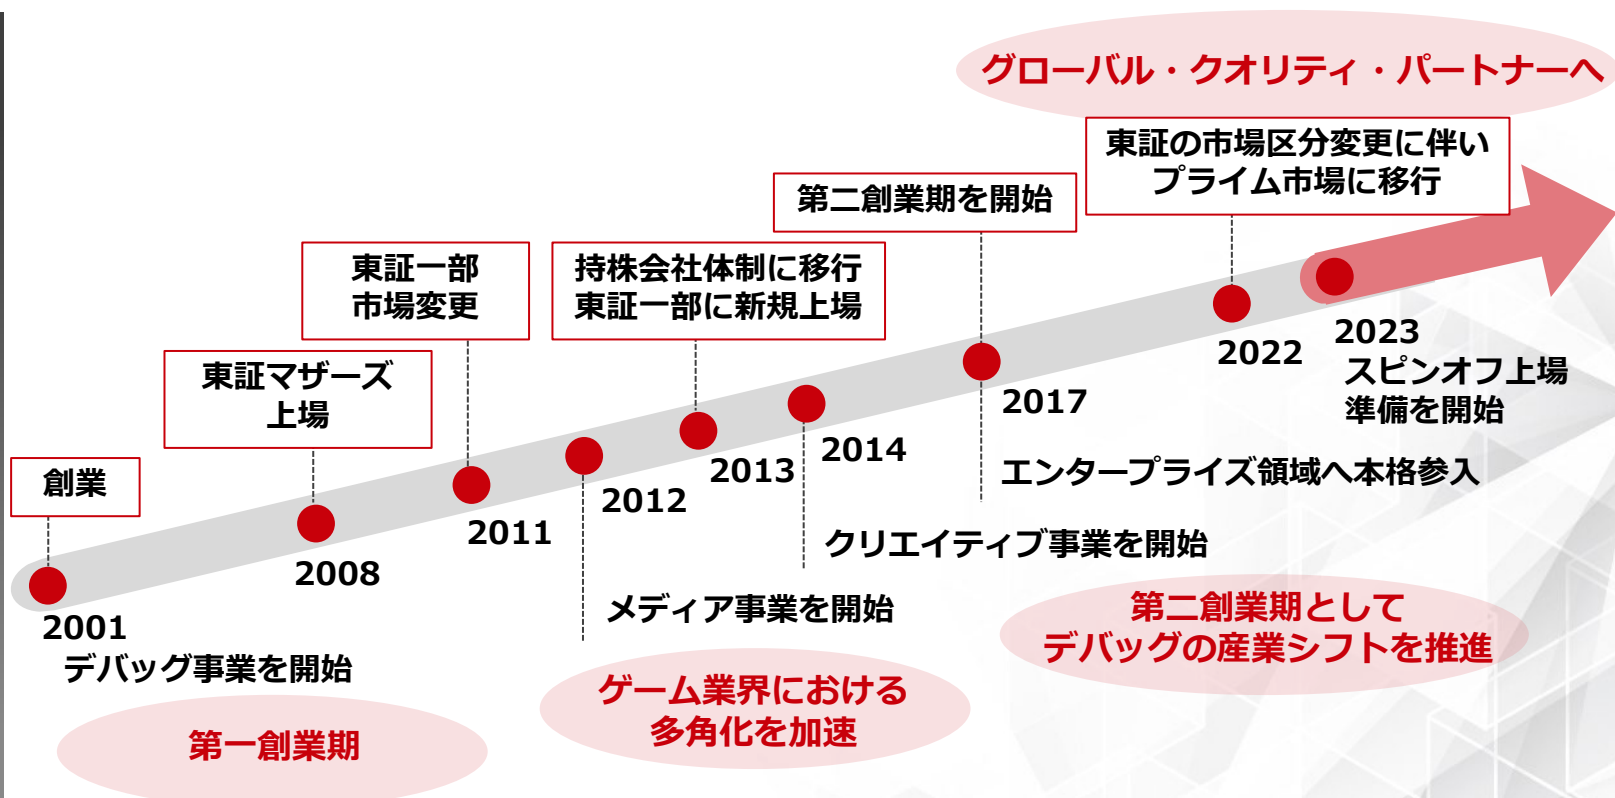 グローバル・クオリティ・パートナーへ
東証の市場区分変更に伴い
プライム市場に移行
第二創業期を開始
東証一部
市場変更
持株会社体制に移行
東証一部に新規上場
東証マザーズ
上場
創業
2001
デバッグ事業を開始
2008
2011
2012
メディア事業を開始
2013
2014
クリエイティブ事業を開始
2017
エンタープライズ領域へ本格参入
2022
2023
スピンオフ上場
準備を開始
第一創業期
ゲーム業界における
多角化を加速
第二創業期として
デバッグの産業シフトを推進